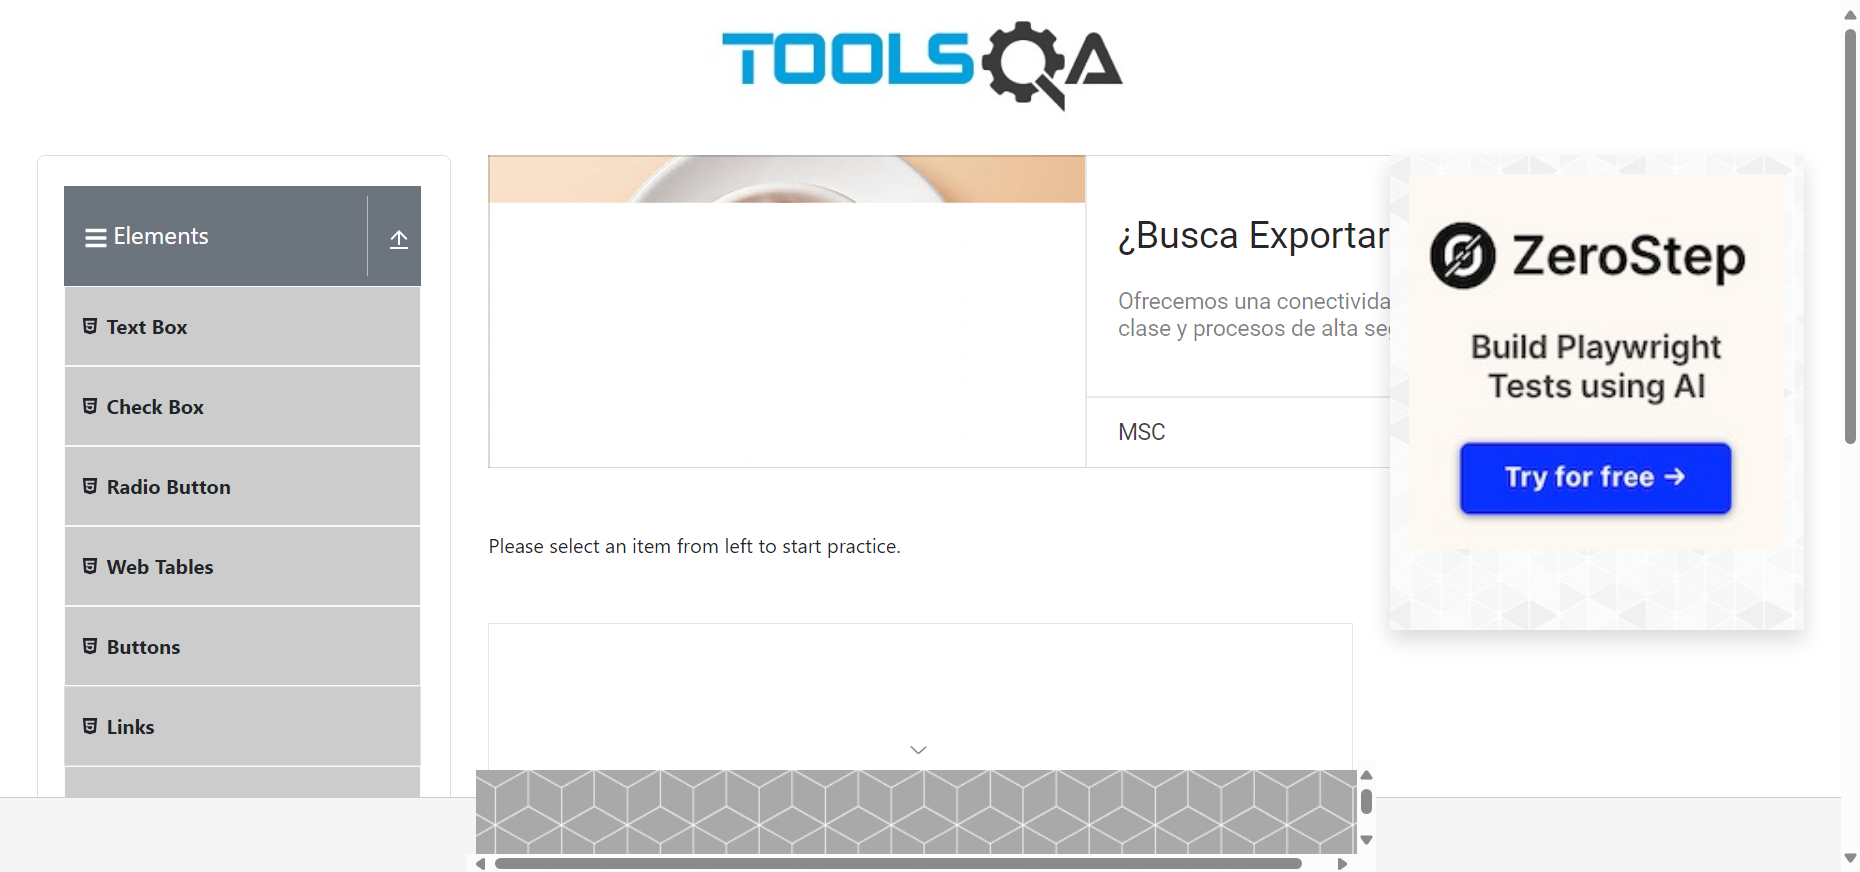 TOOLSQA
Elements
Text Box
Check Box
Radio Button
Web Tables
Buttons
Links
¿Busca Exportar
Ofrecemos una conectivida
clase y procesos de alta se
MSC
Please select an item from left to start practice.
ZeroStep
Build Playwright
Tests using AI
Try for free →